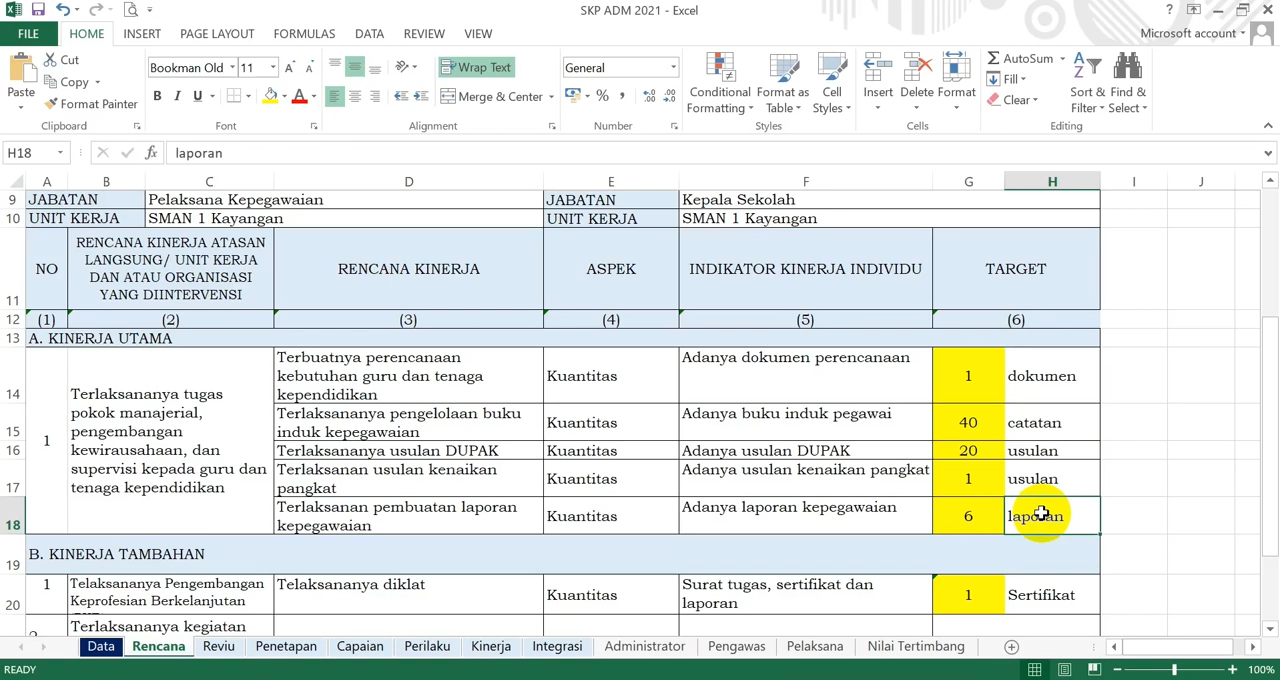 SKP ADM 2021 - Excel
FILE HOME INSERT PAGE LAYOUT FORMULAS DATA REVIEW VIEW Microsoft account
Cut
Copy
Format Painter
Paste
Clipboard
Bookman Old 11
B I U
Font
Wrap Text
Merge & Center
Alignment
General
Number
Conditional Formatting
Format as Table
Cell Styles
Styles
Insert Delete Format
Cells
AutoSum
Fill
Clear
Sort & Filter
Find & Select
Editing
H18 fx laporan
A B C D E F G H I J
9 JABATAN Pelaksana Kepegawaian JABATAN Kepala Sekolah
10 UNIT KERJA SMAN 1 Kayangan UNIT KERJA SMAN 1 Kayangan
11 NO
RENCANA KINERJA ATASAN
LANGSUNG/ UNIT KERJA
DAN ATAU ORGANISASI
YANG DIINTERVENSI
RENCANA KINERJA ASPEK INDIKATOR KINERJA INDIVIDU TARGET
12 (1) (2) (3) (4) (5) (6)
13 A. KINERJA UTAMA
1
Terlaksananya tugas
pokok manajerial,
pengembangan
kewirausahaan, dan
supervisi kepada guru dan
tenaga kependidikan
14 Terbuatnya perencanaan
kebutuhan guru dan tenaga
kependidikan
Kuantitas Adanya dokumen perencanaan 1 dokumen
15 Terlaksananya pengelolaan buku
induk kepegawaian
Kuantitas Adanya buku induk pegawai 40 catatan
16 Terlaksananya usulan DUPAK Kuantitas Adanya usulan DUPAK 20 usulan
17 Terlaksanan usulan kenaikan
pangkat
Kuantitas Adanya usulan kenaikan pangkat 1 usulan
18 Terlaksanan pembuatan laporan
kepegawaian
Kuantitas Adanya laporan kepegawaian 6 laporan
19 B. KINERJA TAMBAHAN
20 1 Telaksananya Pengembangan
Keprofesian Berkelanjutan
Telaksananya diklat Kuantitas Surat tugas, sertifikat dan
laporan
1 Sertifikat
2 Terlaksananya kegiatan
Data Rencana Reviu Penetapan Capaian Perilaku Kinerja Integrasi Administrator Pengawas Pelaksana Nilai Tertimbang
READY 100%